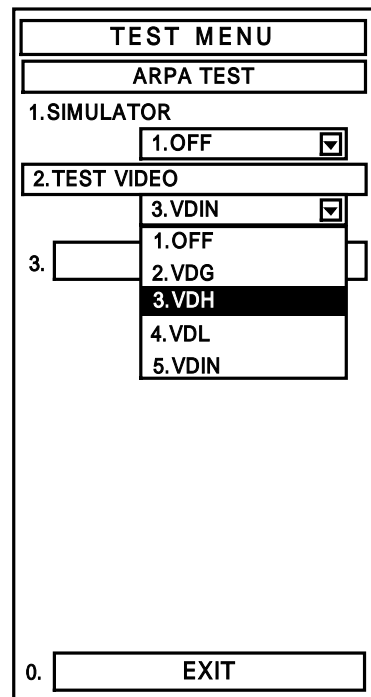 TEST MENU
ARPA TEST
1.SIMULATOR
1.OFF
2.TEST VIDEO
3.VDIN
3.
1.OFF
2.VDG
3.VDH
4.VDL
5.VDIN
0. EXIT